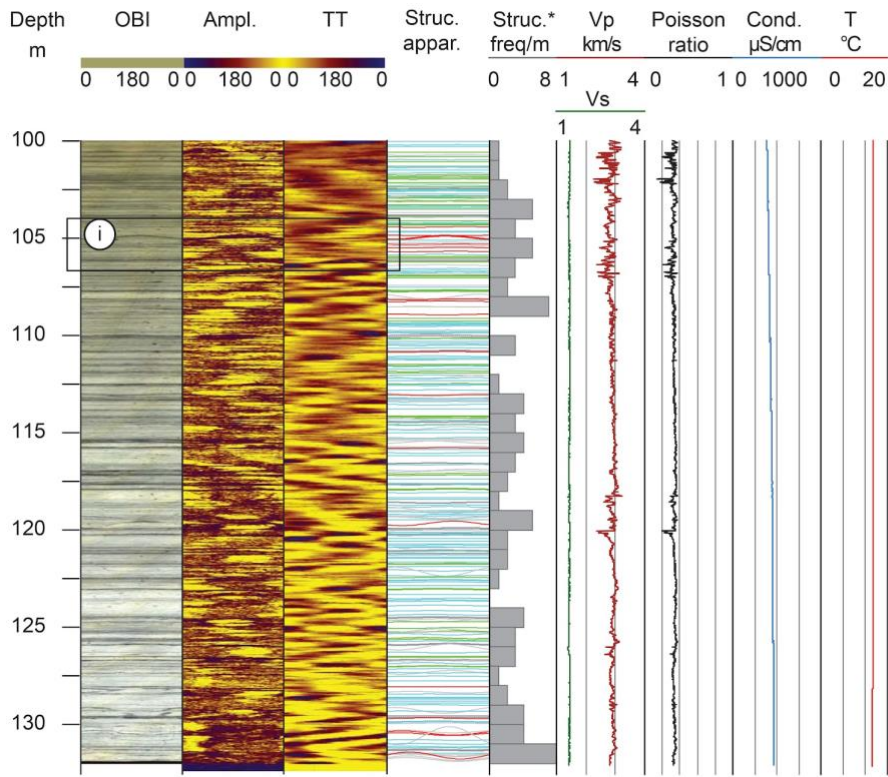 Depth OBI Ampl. TT Struc. Struc.* Vp Poisson Cond. T
m appar. freq/m km/s ratio µS/cm °C
0 180 0 0 180 0 0 180 0 0 8 1 4 0 1 0 1000 0 20
Vs
1 4
100
i
105
110
115
120
125
130